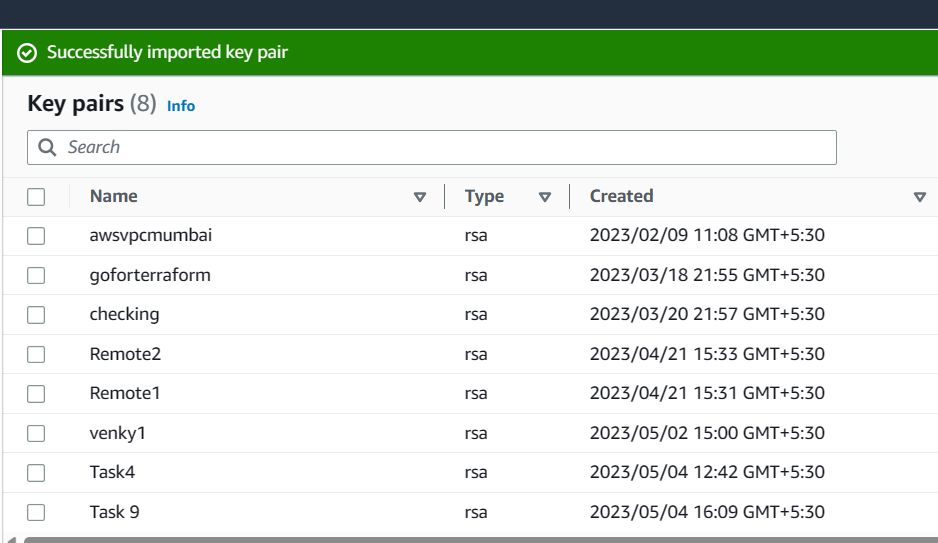 Successfully imported key pair
Key pairs (8) Info
Search
Name Type Created
awsvpcmumbai rsa 2023/02/09 11:08 GMT+5:30
goforterraform rsa 2023/03/18 21:55 GMT+5:30
checking rsa 2023/03/20 21:57 GMT+5:30
Remote2 rsa 2023/04/21 15:33 GMT+5:30
Remote1 rsa 2023/04/21 15:31 GMT+5:30
venky1 rsa 2023/05/02 15:00 GMT+5:30
Task4 rsa 2023/05/04 12:42 GMT+5:30
Task 9 rsa 2023/05/04 16:09 GMT+5:30